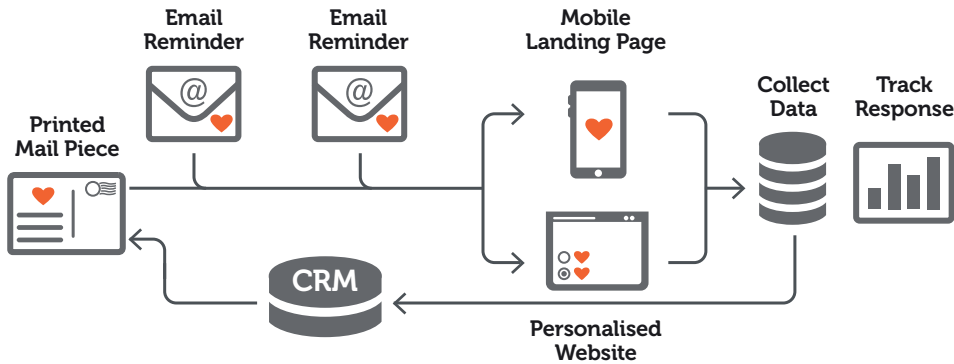 Email
Reminder
@
Email
Reminder
@
Mobile
Landing Page
Collect
Data
Track
Response
Printed
Mail Piece
CRM
Personalised
Website